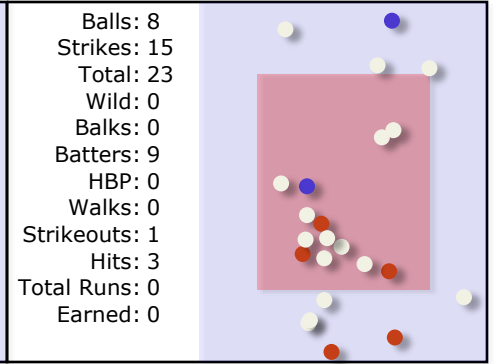 Balls: 8
Strikes: 15
Total: 23
Wild: 0
Balks: 0
Batters: 9
HBP: 0
Walks: 0
Strikeouts: 1
Hits: 3
Total Runs: 0
Earned: 0